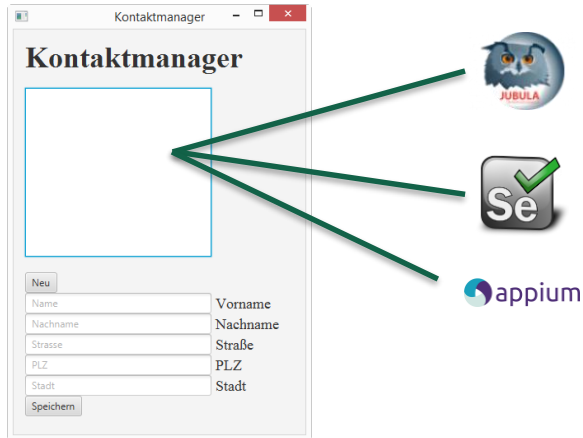 Kontaktmanager
Kontaktmanager
Neu
Name Vorname
Nachname Nachname
Strasse Straße
PLZ PLZ
Stadt Stadt
Speichern
JUBULA
Se
appium